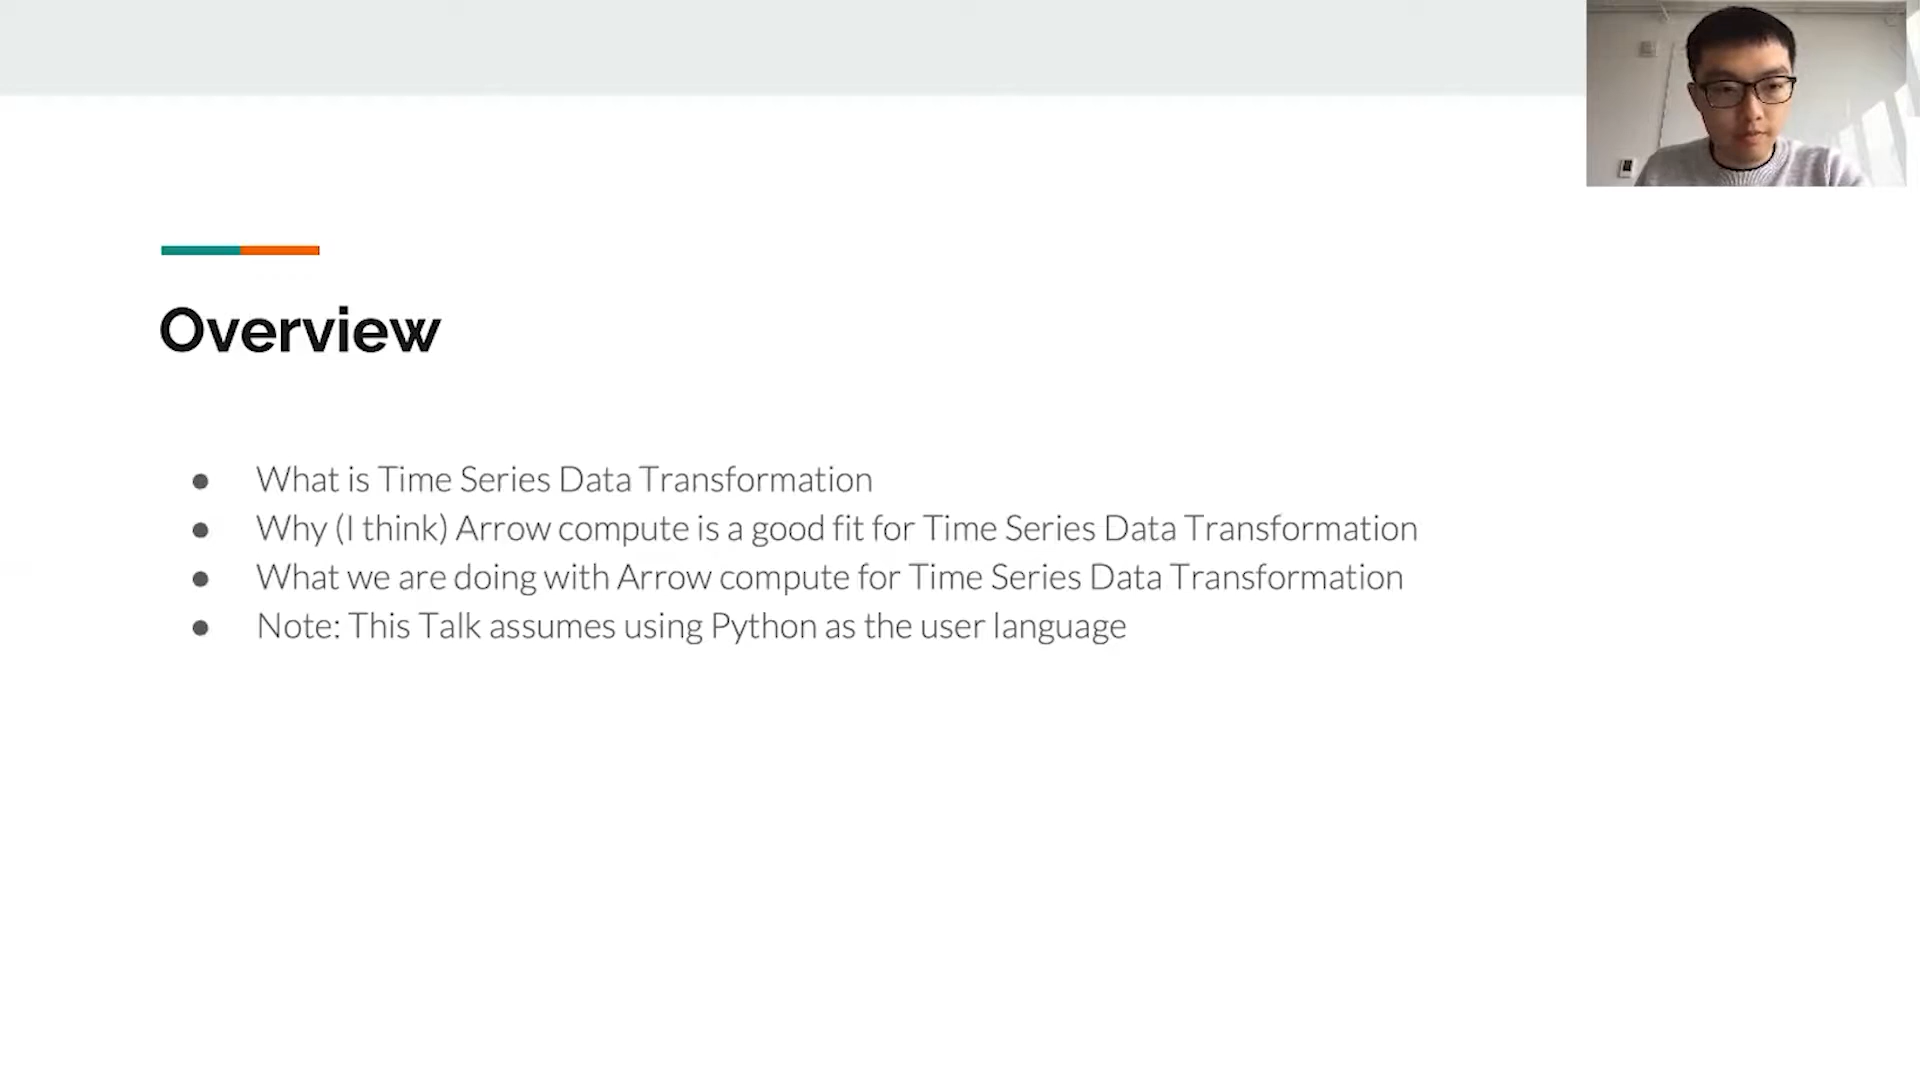 Overview
● What is Time Series Data Transformation
● Why (I think) Arrow compute is a good fit for Time Series Data Transformation
● What we are doing with Arrow compute for Time Series Data Transformation
● Note: This Talk assumes using Python as the user language